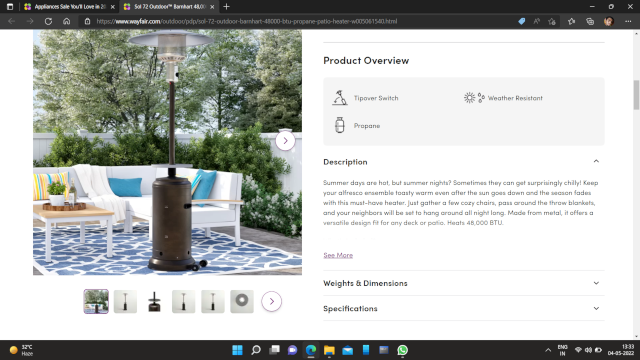 Appliances Sale You'll Love in 20
Sol 72 Outdoor™ Barnhart 48,00
https://www.wayfair.com/outdoor/pdp/sol-72-outdoor-barnhart-48000-btu-propane-patio-heater-w005061540.html
Product Overview
Tipover Switch
Weather Resistant
Propane
Description
Summer days are hot, but summer nights? Sometimes they can get surprisingly chilly! Keep
your alfresco ensemble toasty warm even after the sun goes down and the season fades
with this must-have heater. Just gather a few cozy chairs, pass around the throw blankets,
and your neighbors will be set to hang around all night long. Made from metal, it offers a
versatile design fit for any deck or patio. Heats 48,000 BTU.
See More
Weights & Dimensions
Specifications
32°C
Haze
ENG
IN
13:33
04-05-2022